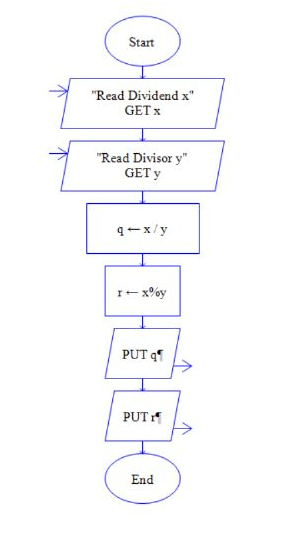 Start
"Read Dividend x"
GET x
"Read Divisor y"
GET y
q ← x / y
r ← x%y
PUT q¶
PUT r¶
End